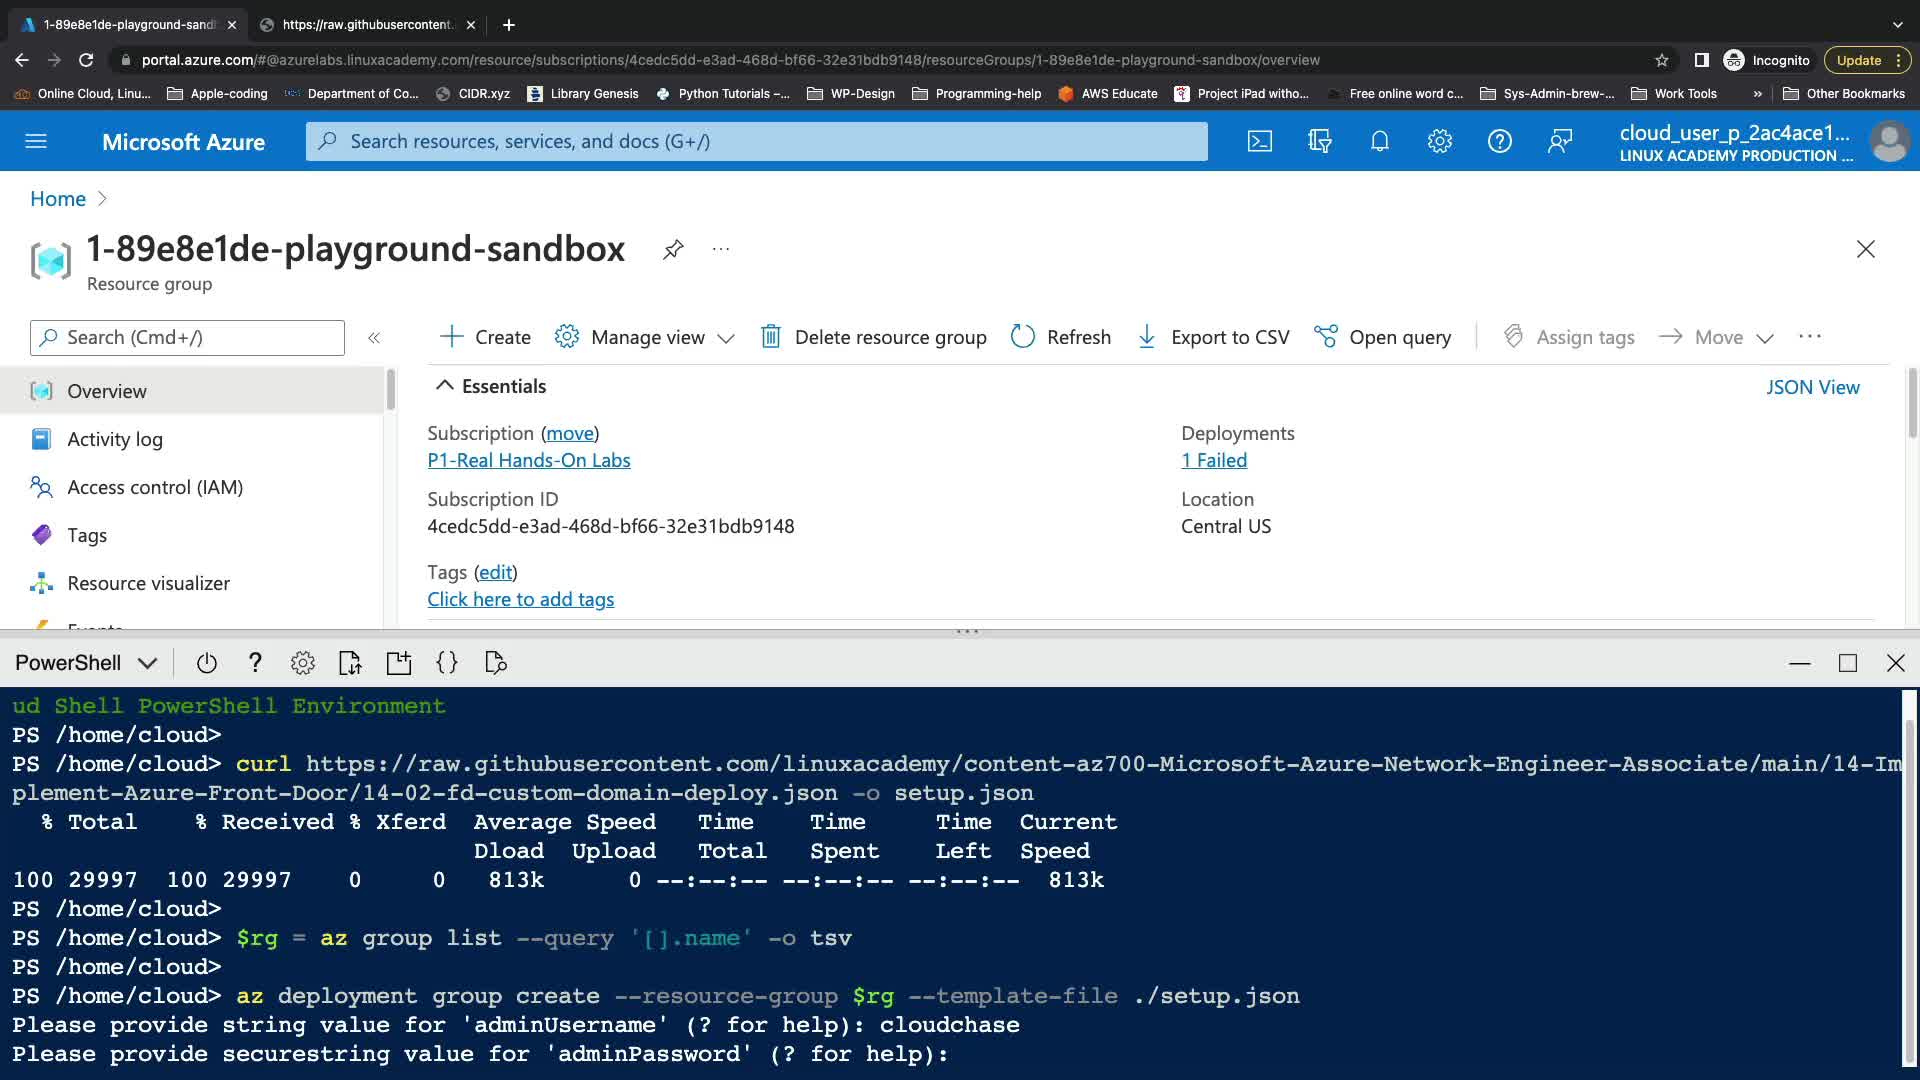 1-89e8e1de-playground-sand
https://raw.githubusercontent.
portal.azure.com/#@azurelabs.linuxacademy.com/resource/subscriptions/4cedc5dd-e3ad-468d-bf66-32e31bdb9148/resourceGroups/1-89e8e1de-playground-sandbox/overview
Incognito
Update
Online Cloud, Linu...
Apple-coding
Department of Co...
CIDR.xyz
Library Genesis
Python Tutorials –...
WP-Design
Programming-help
AWS Educate
Project iPad witho...
Free online word c...
Sys-Admin-brew-...
Work Tools
»
Other Bookmarks
Microsoft Azure
Search resources, services, and docs (G+/)
cloud_user_p_2ac4ace1...
LINUX ACADEMY PRODUCTION ...
Home
1-89e8e1de-playground-sandbox
...
Resource group
Search (Cmd+/)
«
Create
Manage view
Delete resource group
Refresh
Export to CSV
Open query
Assign tags
Move
...
Overview
Activity log
Access control (IAM)
Tags
Resource visualizer
Events
Essentials
JSON View
Subscription (move)
P1-Real Hands-On Labs
Subscription ID
4cedc5dd-e3ad-468d-bf66-32e31bdb9148
Tags (edit)
Click here to add tags
Deployments
1 Failed
Location
Central US
PowerShell
?
{}
ud Shell PowerShell Environment
PS /home/cloud>
PS /home/cloud> curl https://raw.githubusercontent.com/linuxacademy/content-az700-Microsoft-Azure-Network-Engineer-Associate/main/14-Im
plement-Azure-Front-Door/14-02-fd-custom-domain-deploy.json -o setup.json
% Total % Received % Xferd Average Speed Time Time Time Current
Dload Upload Total Spent Left Speed
100 29997 100 29997 0 0 813k 0 --:--:-- --:--:-- --:--:-- 813k
PS /home/cloud>
PS /home/cloud> $rg = az group list --query '[].name' -o tsv
PS /home/cloud>
PS /home/cloud> az deployment group create --resource-group $rg --template-file ./setup.json
Please provide string value for 'adminUsername' (? for help): cloudchase
Please provide securestring value for 'adminPassword' (? for help):